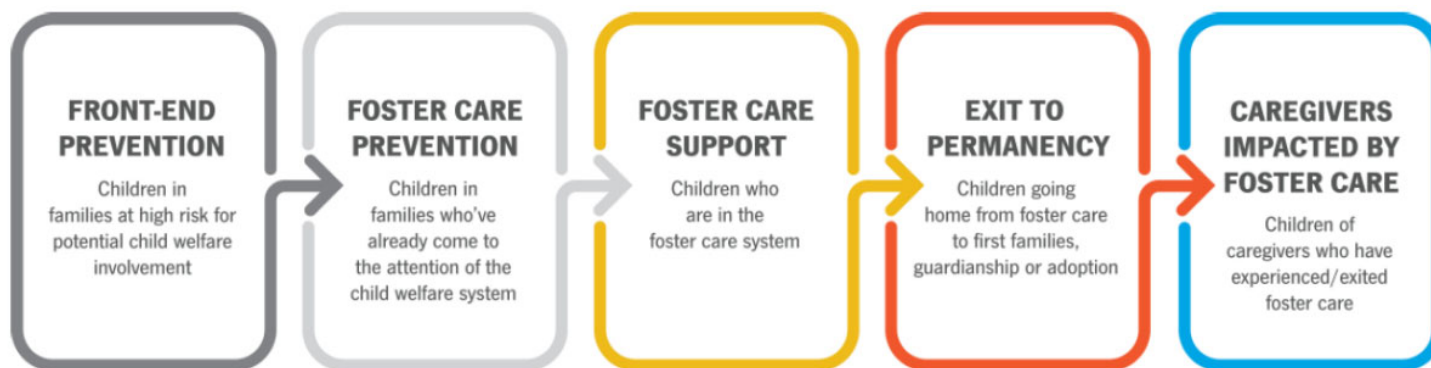 FRONT-END
PREVENTION
Children in
families at high risk for
potential child welfare
involvement
FOSTER CARE
PREVENTION
Children in
families who've
already come to
the attention of the
child welfare system
FOSTER CARE
SUPPORT
Children who
are in the
foster care system
EXIT TO
PERMANENCY
Children going
home from foster care
to first families,
guardianship or adoption
CAREGIVERS
IMPACTED BY
FOSTER CARE
Children of
caregivers who have
experienced/exited
foster care